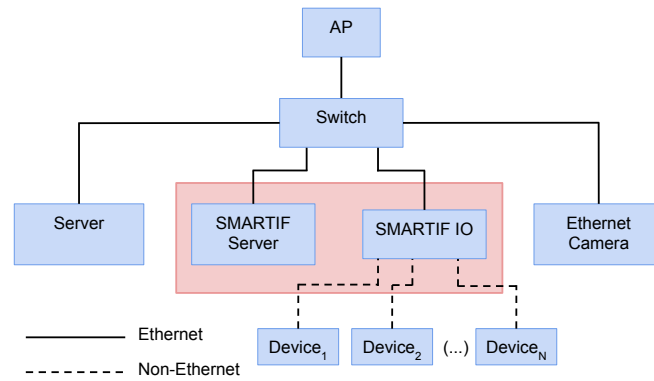 AP
Switch
Server
SMARTIF
Server
SMARTIF IO
Ethernet
Camera
Device1
Device2
(...)
DeviceN
Ethernet
Non-Ethernet